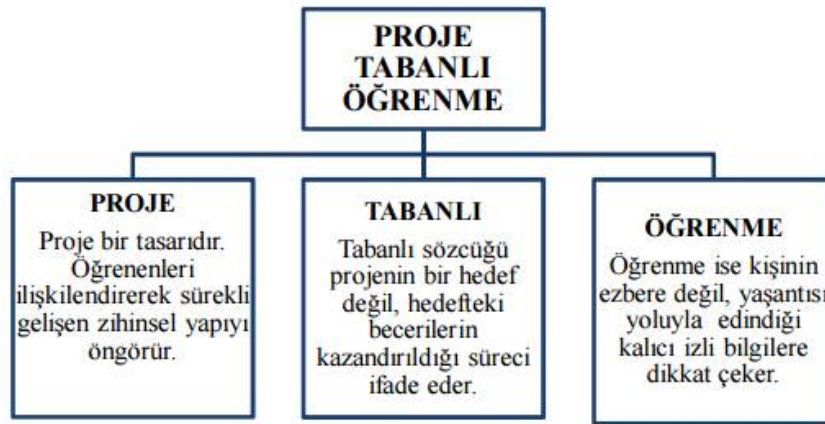 PROJE
TABANLI
ÖĞRENME
PROJE
Proje bir tasarıdır.
Öğrenenleri
ilişkilendirerek sürekli
gelişen zihinsel yapıyı
öngörür.
TABANLI
Tabanlı sözcüğü
projenin bir hedef
değil, hedefteki
becerilerin
kazandırıldığı süreci
ifade eder.
ÖĞRENME
Öğrenme ise kişinin
ezbere değil, yaşantısı
yoluyla edindiği
kalıcı izli bilgilere
dikkat çeker.